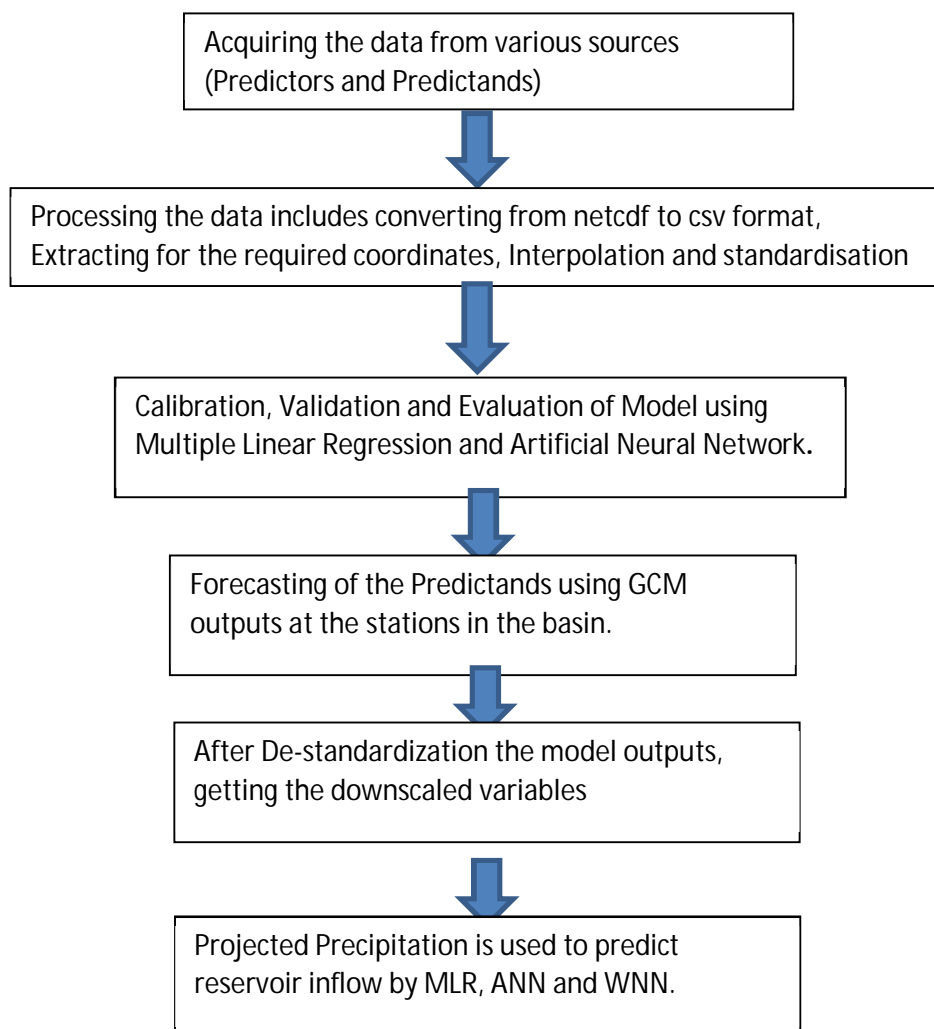 Acquiring the data from various sources
(Predictors and Predictands)
Processing the data includes converting from netcdf to csv format,
Extracting for the required coordinates, Interpolation and standardisation
Calibration, Validation and Evaluation of Model using
Multiple Linear Regression and Artificial Neural Network.
Forecasting of the Predictands using GCM
outputs at the stations in the basin.
After De-standardization the model outputs,
getting the downscaled variables
Projected Precipitation is used to predict
reservoir inflow by MLR, ANN and WNN.